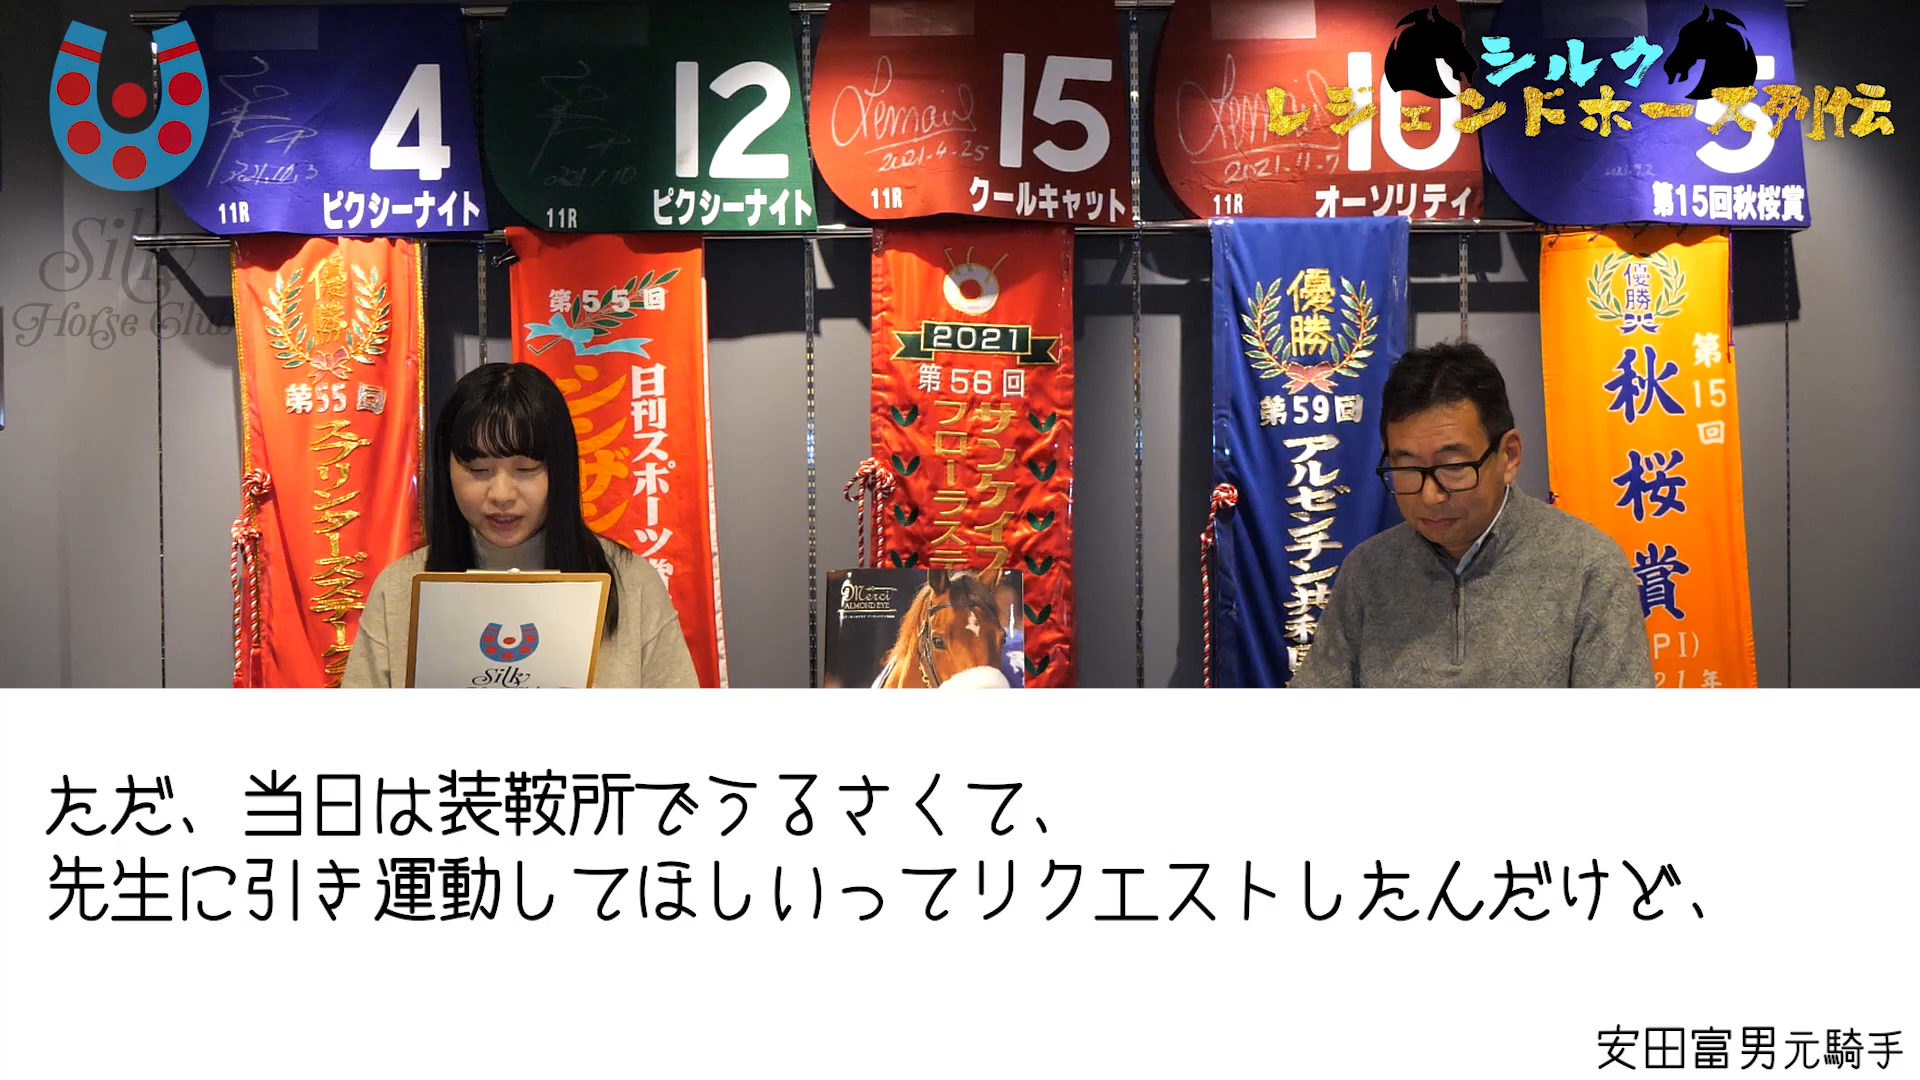 4
11R
ピクシーナイト
12
11R
ピクシーナイト
Lemaire
2021-4-25
15
11R
クールキャット
Lemaire
2021.11.7
10
11R
オーソリティ
5
第15回秋桜賞
シルク
レジェンドホース列伝
Silk
Horse Club
優勝
第55回
スプリンターズステークス
第55回
日刊スポーツ賞
シンザン
2021
第56回
サンケイス
フローラステ
優勝
第59回
アルゼンチン共和国
優勝
第15回
秋桜賞
Merci
ALMOND EYE
Silk
ただ、当日は装鞍所でうるさくて、
先生に引き運動してほしいってリクエストしたんだけど、
安田富男元騎手